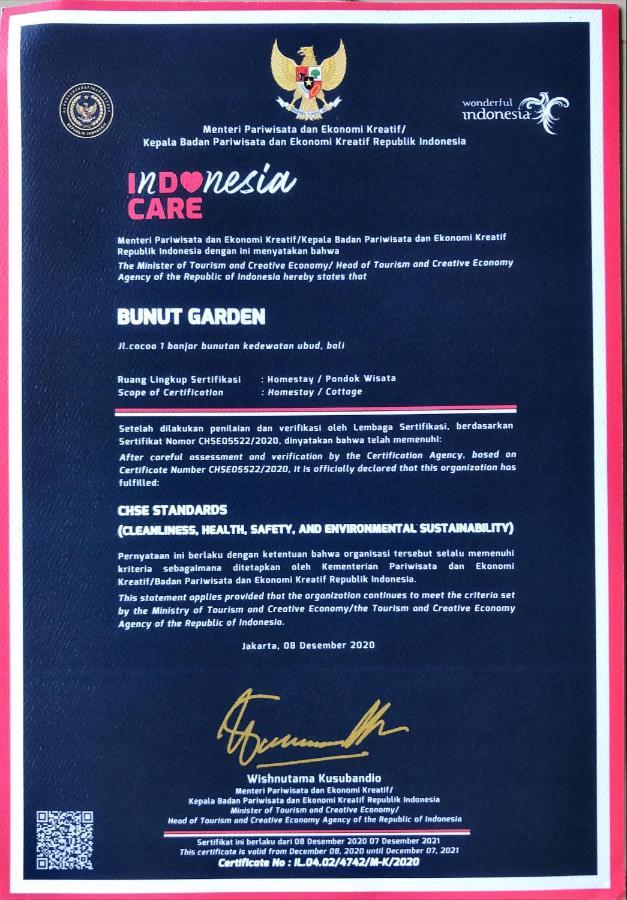 wonderful
indonesia
Menteri Pariwisata dan Ekonomi Kreatif/
Kepala Badan Pariwisata dan Ekonomi Kreatif Republik Indonesia
INDONesia
CARE
Menteri Pariwisata dan Ekonomi Kreatif/Kepala Badan Pariwisata dan Ekonomi Kreatif
Republik Indonesia dengan ini menyatakan bahwa
The Minister of Tourism and Creative Economy/ Head of Tourism and Creative Economy
Agency of the Republic of Indonesia hereby states that
BUNUT GARDEN
Jl.cocoa 1 banjar bunutan kedewatan ubud, bali
Ruang Lingkup Sertifikasi : Homestay / Pondok Wisata
Scope of Certification : Homestay / Cottage
Setelah dilakukan penilaian dan verifikasi oleh Lembaga Sertifikasi, berdasarkan
Sertifikat Nomor CHSE05522/2020, dinyatakan bahwa telah memenuhi:
After careful assessment and verification by the Certification Agency, based on
Certificate Number CHSE05522/2020, it is officially declared that this organization has
fulfilled:
CHSE STANDARDS
(CLEANLINESS, HEALTH, SAFETY, AND ENVIRONMENTAL SUSTAINABILITY)
Pernyataan ini berlaku dengan ketentuan bahwa organisasi tersebut selalu memenuhi
kriteria sebagaimana ditetapkan oleh Kementerian Pariwisata dan Ekonomi
Kreatif/Badan Pariwisata dan Ekonomi Kreatif Republik Indonesia.
This statement applies provided that the organization continues to meet the criteria set
by the Ministry of Tourism and Creative Economy/the Tourism and Creative Economy
Agency of the Republic of Indonesia.
Jakarta, 08 Desember 2020
Wishnutama Kusubandio
Menteri Pariwisata dan Ekonomi Kreatif/
Kepala Badan Pariwisata dan Ekonomi Kreatif Republik Indonesia
Minister of Tourism and Creative Economy/
Head of Tourism and Creative Economy Agency of the Republic of Indonesia
Sertifikat ini berlaku dari 08 Desember 2020 07 Desember 2021
This certificate is valid from December 08, 2020 until December 07, 2021
Certificate No : IL.04.02/4742/M-K/2020